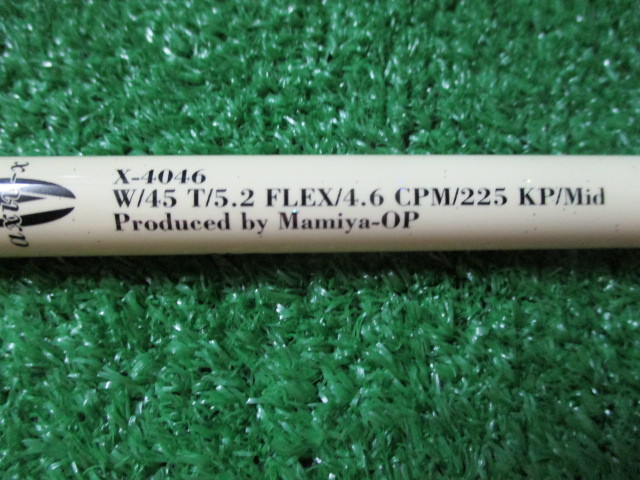 X-4046
W/45 T/5.2 FLEX/4.6 CPM/225 KP/Mid
Produced by Mamiya-OP